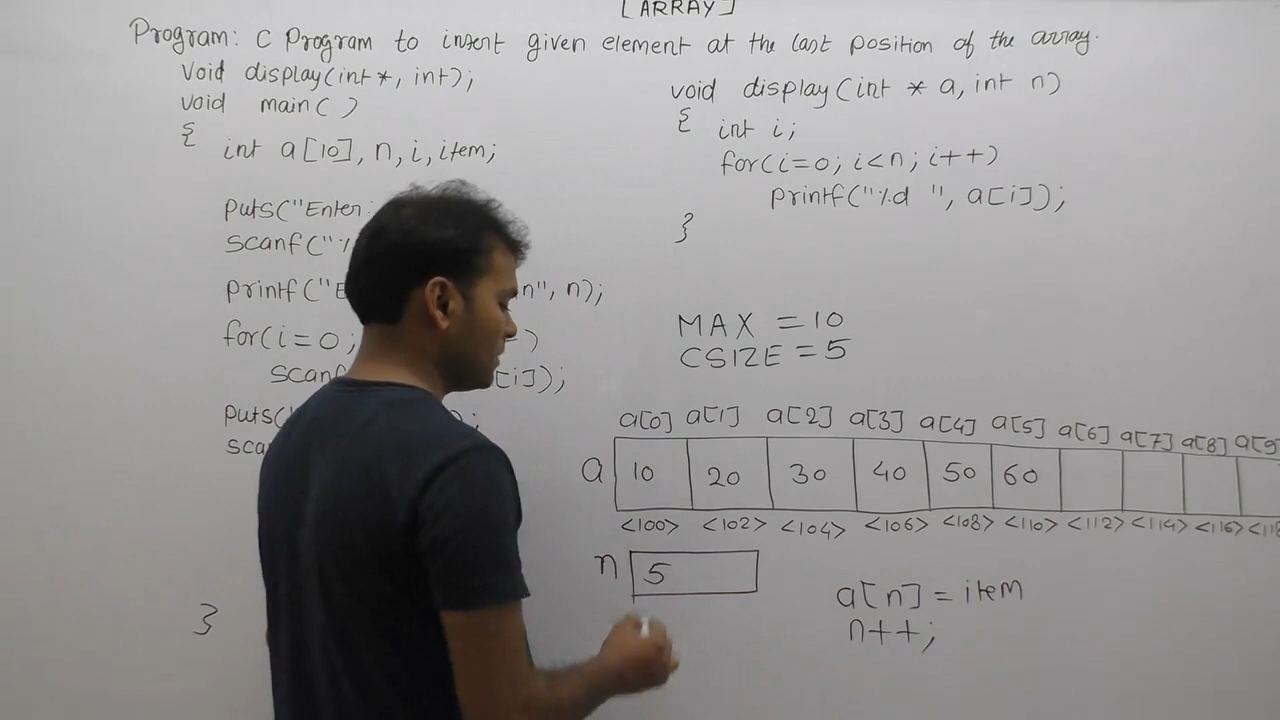 [ARRAY]
Program: C Program to insert given element at the last position of the array.
Void display(int*, int);
void main( )
{
int a[10], n, i, item;
Puts("Enter
Scanf("%
printf("E n", n);
for(i=0; )
Scanf [i]);
Puts( );
sca
}
void display(int * a, int n)
{ int i;
for(i=0; i<n; i++)
printf("%d ", a[i]);
}
MAX = 10
CSIZE = 5
a[0] a[1] a[2] a[3] a[4] a[5] a[6] a[7] a[8] a[9
a 10 20 30 40 50 60
<100> <102> <104> <106> <108> <110> <112> <114> <116> <118
n 5
a[n] = item
n++;